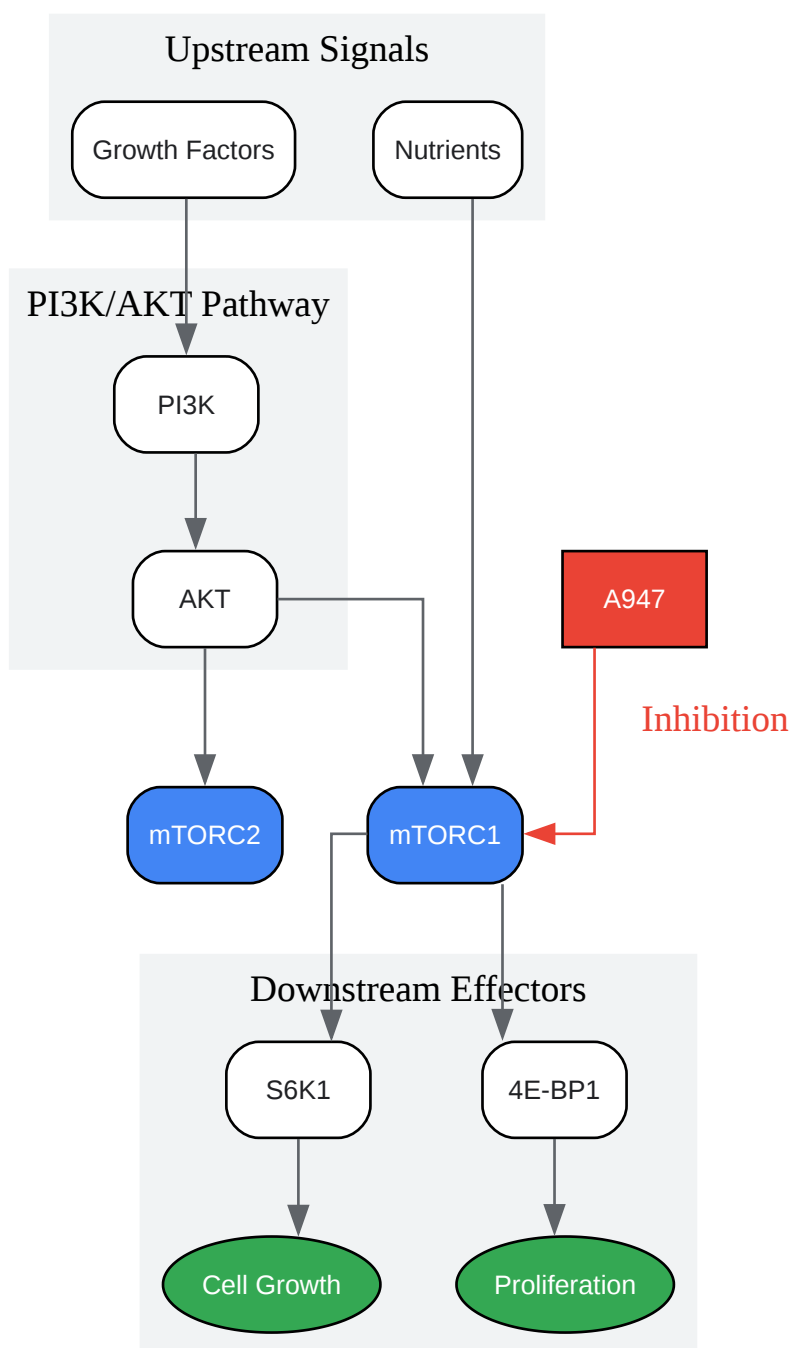 Upstream Signals
Growth Factors
Nutrients
PI3K/AKT Pathway
PI3K
AKT
A947
Inhibition
mTORC2
mTORC1
Downstream Effectors
S6K1
4E-BP1
Cell Growth
Proliferation